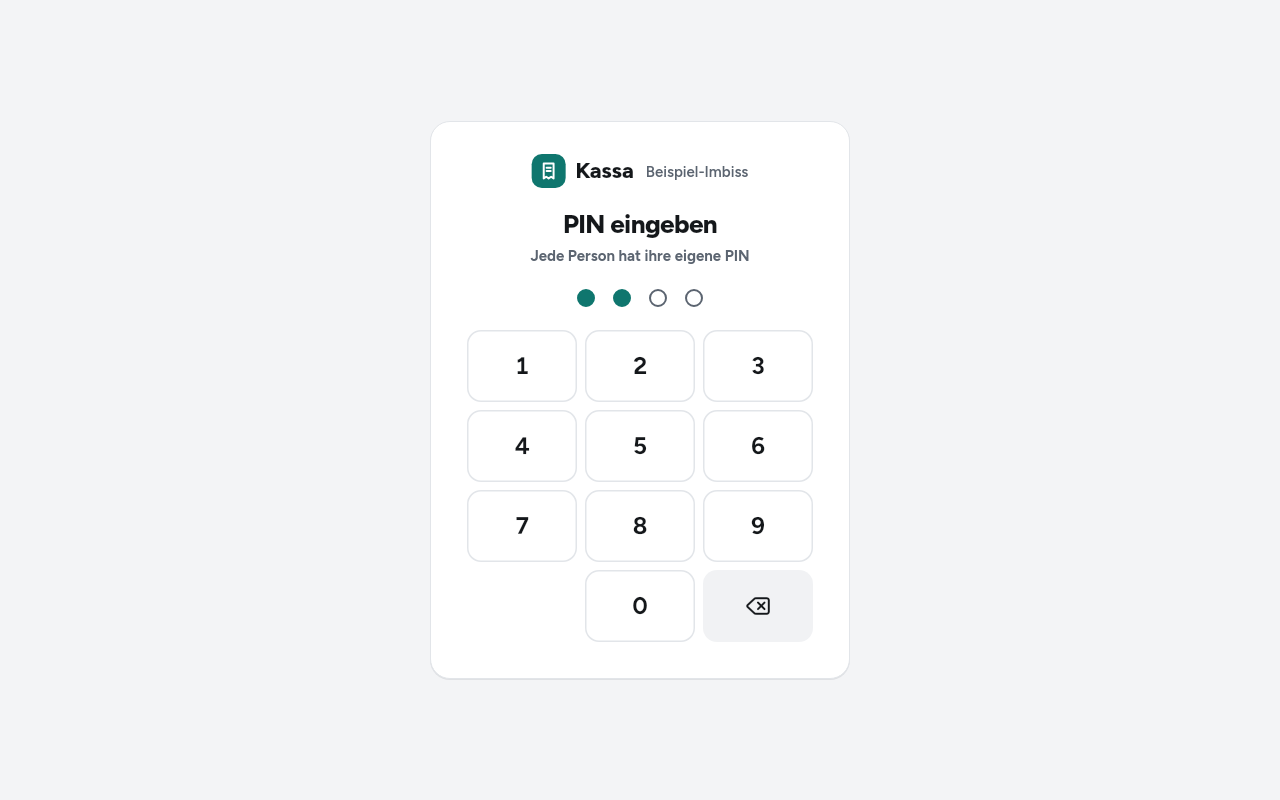 Kassa Beispiel-Imbiss
PIN eingeben
Jede Person hat ihre eigene PIN
1 2 3
4 5 6
7 8 9
0